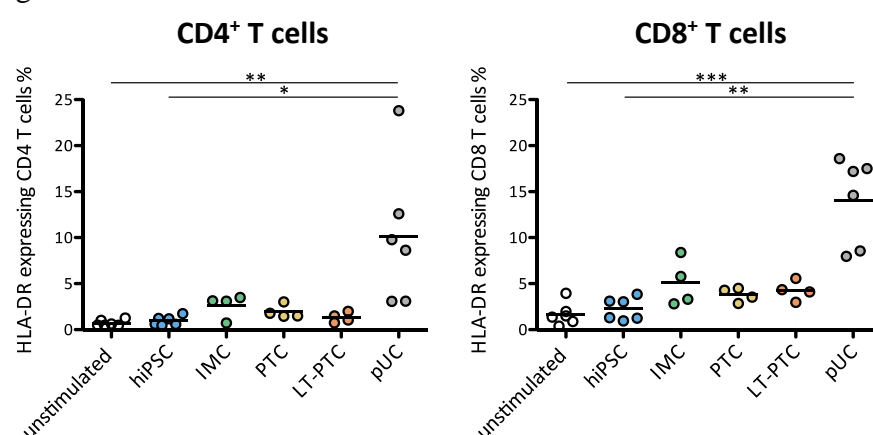 CD4⁺ T cells
HLA-DR expressing CD4 T cells %
**
*
25
20
15
10
5
0
unstimulated
hiPSC
IMC
PTC
LT-PTC
pUC
CD8⁺ T cells
HLA-DR expressing CD8 T cells %
***
**
25
20
15
10
5
0
unstimulated
hiPSC
IMC
PTC
LT-PTC
pUC